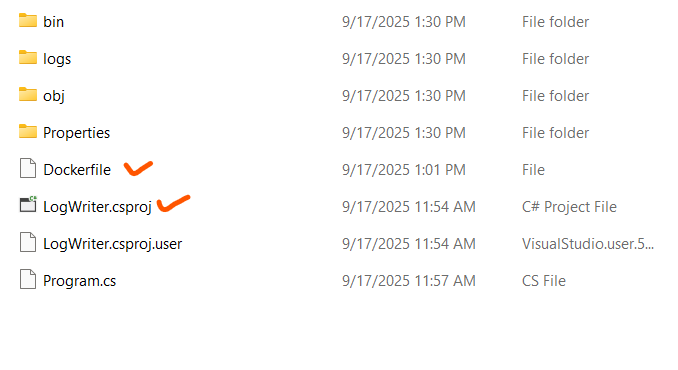 bin 9/17/2025 1:30 PM File folder
logs 9/17/2025 1:30 PM File folder
obj 9/17/2025 1:30 PM File folder
Properties 9/17/2025 1:30 PM File folder
Dockerfile 9/17/2025 1:01 PM File
LogWriter.csproj 9/17/2025 11:54 AM C# Project File
LogWriter.csproj.user 9/17/2025 11:54 AM VisualStudio.user.5...
Program.cs 9/17/2025 11:57 AM CS File